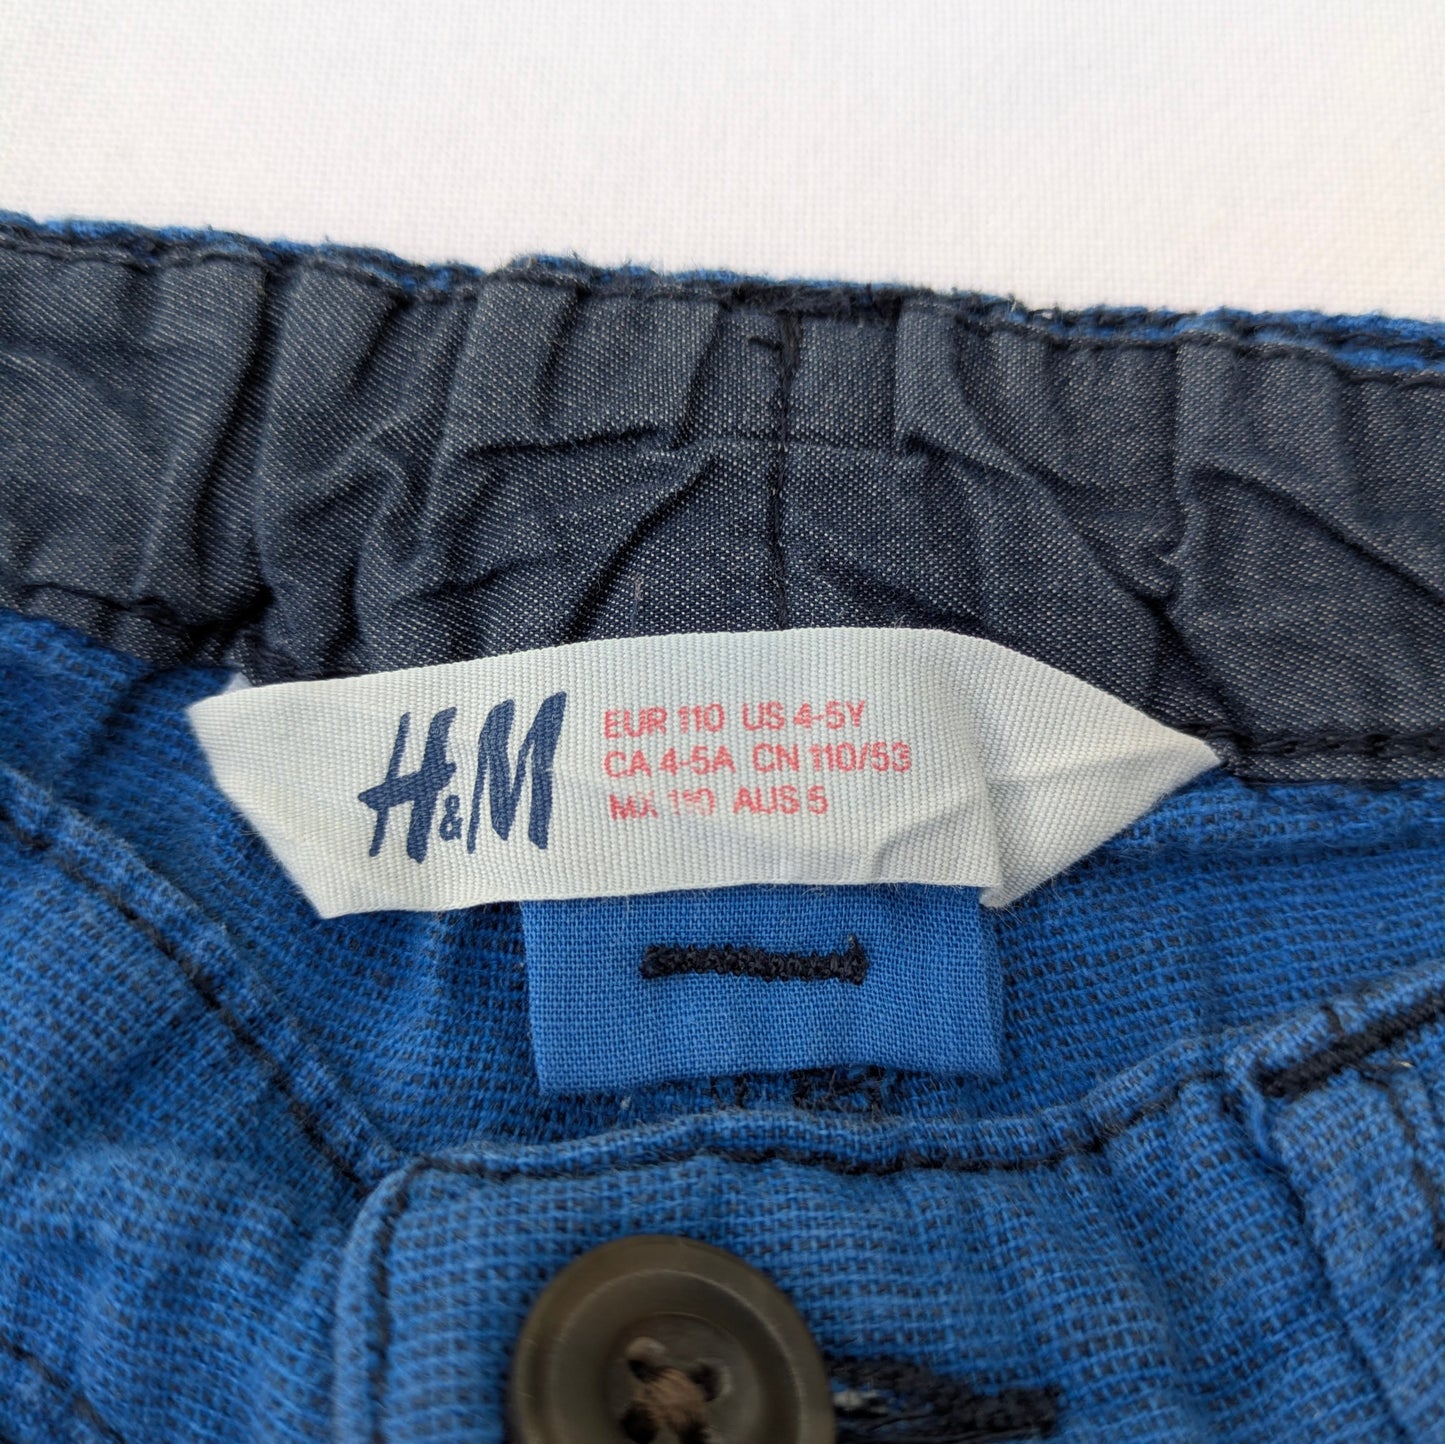 H&M
EUR 110 US 4-5Y
CA 4-5A CN 110/53
MX 110 AUS 5